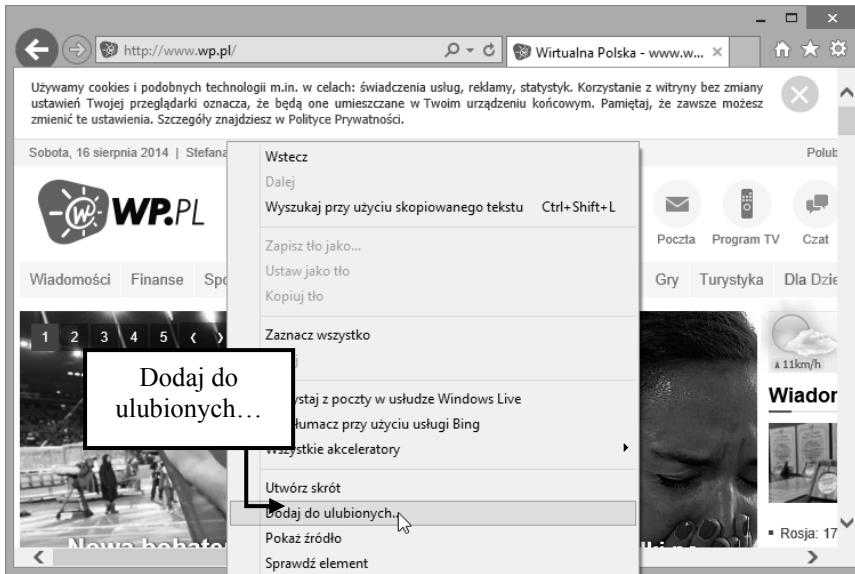 http://www.wp.pl/
Wirtualna Polska - www.w...
Używamy cookies i podobnych technologii m.in. w celach: świadczenia usług, reklamy, statystyk. Korzystanie z witryny bez zmiany
ustawień Twojej przeglądarki oznacza, że będą one umieszczane w Twoim urządzeniu końcowym. Pamiętaj, że zawsze możesz
zmienić te ustawienia. Szczegóły znajdziesz w Polityce Prywatności.
Sobota, 16 sierpnia 2014 | Stefana
Polub
WP.PL
Poczta Program TV Czat
Wiadomości Finanse Spo
Gry Turystyka Dla Dzie
1 2 3 4 5
Wstecz
Dalej
Wyszukaj przy użyciu skopiowanego tekstu Ctrl+Shift+L
Zapisz tło jako...
Ustaw jako tło
Kopiuj tło
Zaznacz wszystko
Dodaj do
ulubionych...
ystaj z poczty w usłudze Windows Live
łumacz przy użyciu usługi Bing
Wszystkie akceleratory
Utwórz skrót
Dodaj do ulubionych...
Pokaż źródło
Sprawdź element
11km/h
Wiador
Rosja: 17
Nowa